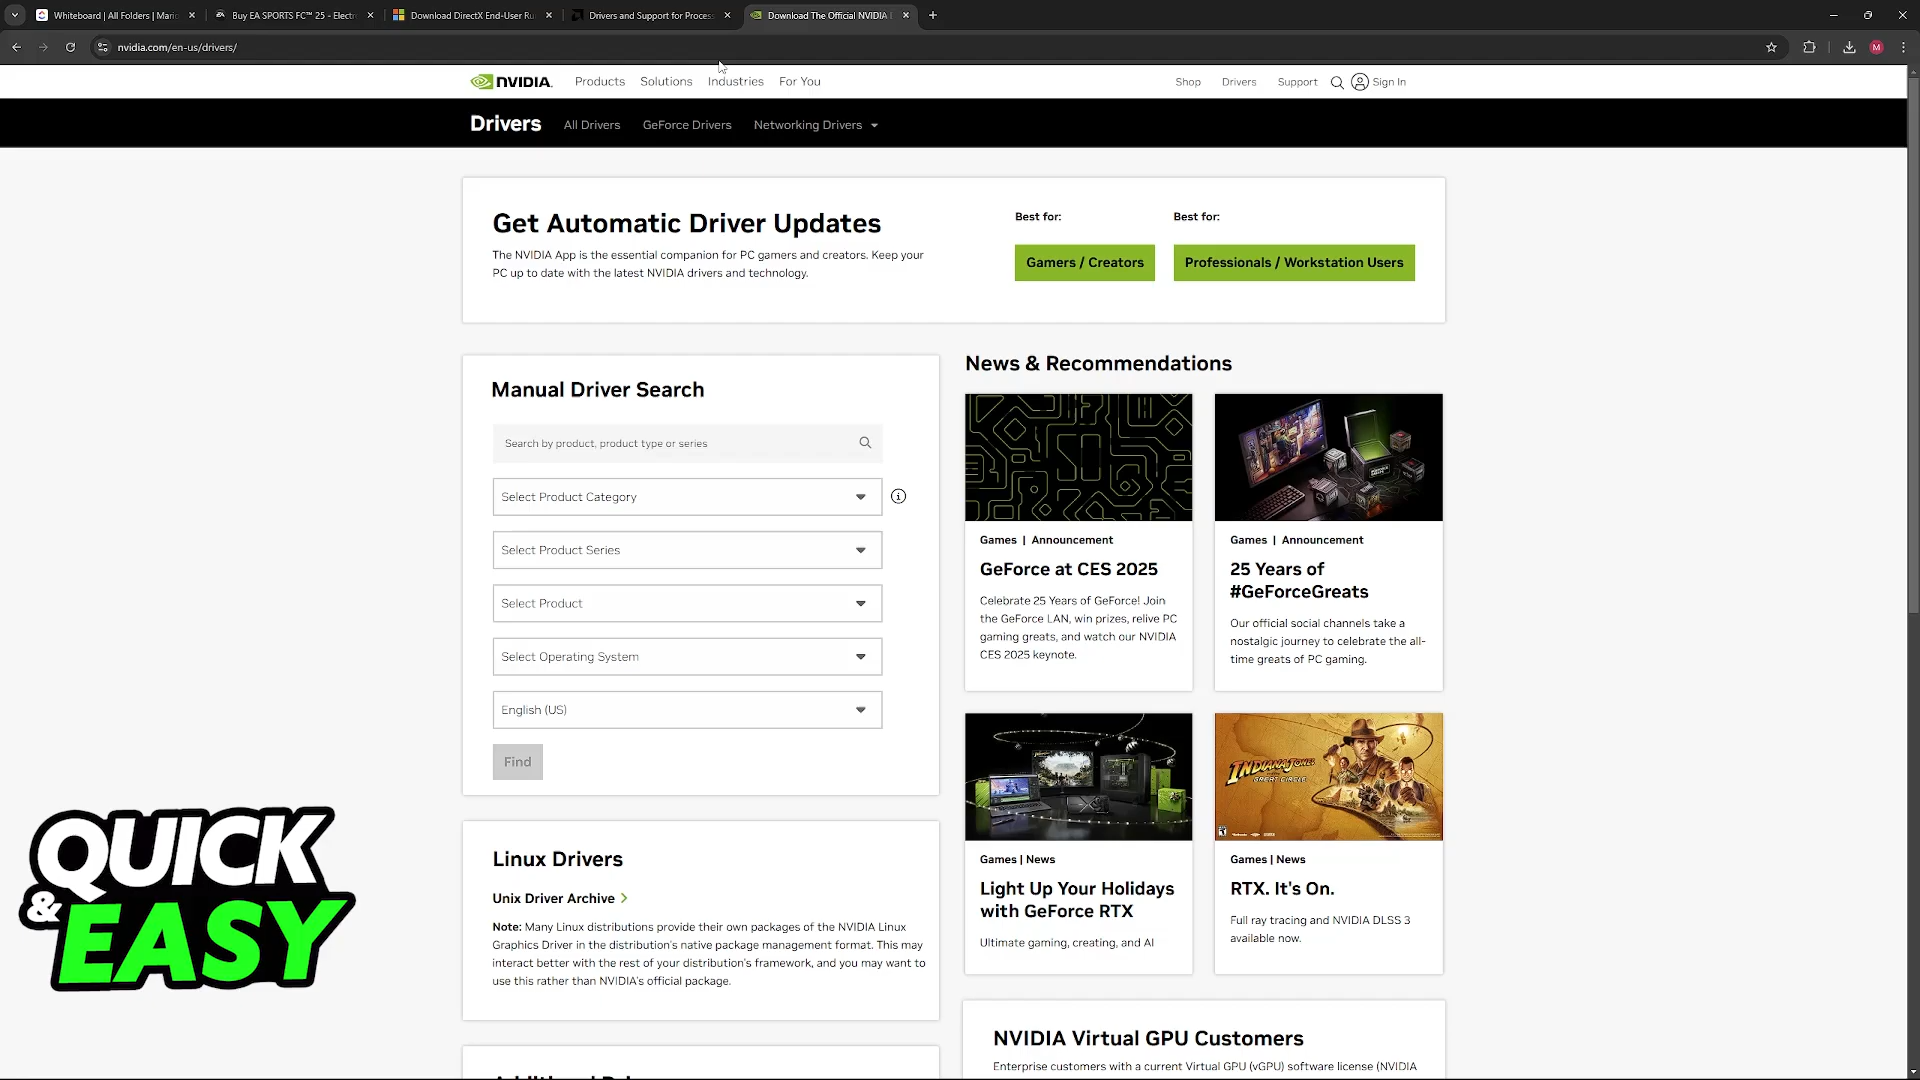 Whiteboard | All Folders | Mario
Buy EA SPORTS FC™ 25 - Electr
Download DirectX End-User Ru
Drivers and Support for Process
Download The Official NVIDIA
nvidia.com/en-us/drivers/
M
NVIDIA.
Products
Solutions
Industries
For You
Shop
Drivers
Support
Sign In
Drivers
All Drivers
GeForce Drivers
Networking Drivers
Get Automatic Driver Updates
The NVIDIA App is the essential companion for PC gamers and creators. Keep your
PC up to date with the latest NVIDIA drivers and technology.
Best for:
Gamers / Creators
Best for:
Professionals / Workstation Users
Manual Driver Search
Search by product, product type or series
Select Product Category
Select Product Series
Select Product
Select Operating System
English (US)
Find
Linux Drivers
Unix Driver Archive
Note: Many Linux distributions provide their own packages of the NVIDIA Linux
Graphics Driver in the distribution's native package management format. This may
interact better with the rest of your distribution's framework, and you may want to
use this rather than NVIDIA's official package.
News & Recommendations
Games | Announcement
GeForce at CES 2025
Celebrate 25 Years of GeForce! Join
the GeForce LAN, win prizes, relive PC
gaming greats, and watch our NVIDIA
CES 2025 keynote.
Games | Announcement
25 Years of
#GeForceGreats
Our official social channels take a
nostalgic journey to celebrate the all-
time greats of PC gaming.
Games | News
Light Up Your Holidays
with GeForce RTX
Ultimate gaming, creating, and AI
INDIANA JONES
GREAT CIRCLE
Games | News
RTX. It's On.
Full ray tracing and NVIDIA DLSS 3
available now.
NVIDIA Virtual GPU Customers
Enterprise customers with a current Virtual GPU (vGPU) software license (NVIDIA
QUICK
& EASY